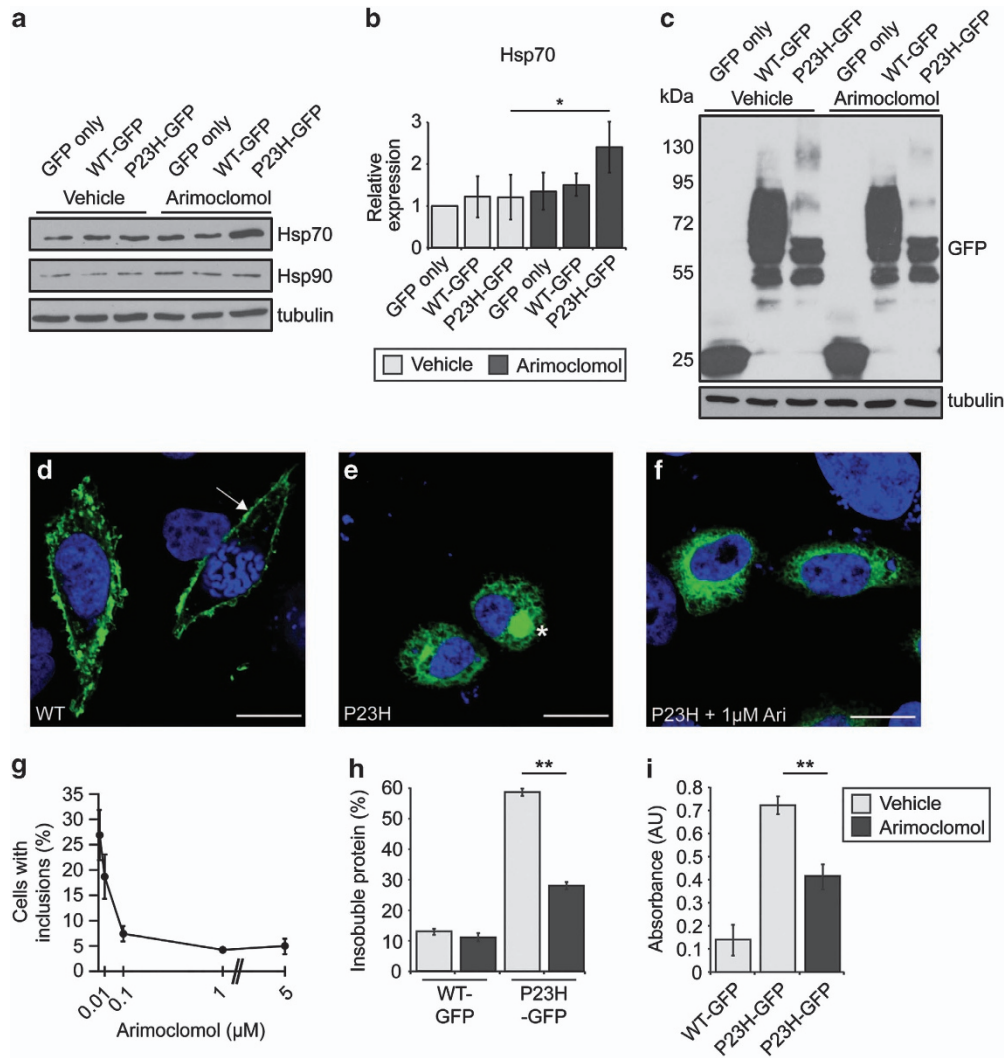 a
GFP only
WT-GFP
P23H-GFP
GFP only
WT-GFP
P23H-GFP
Vehicle
Arimoclomol
Hsp70
Hsp90
tubulin
b
Hsp70
*
Relative
expression
3
2
1
0
GFP only
WT-GFP
P23H-GFP
GFP only
WT-GFP
P23H-GFP
Vehicle
Arimoclomol
c
GFP only
WT-GFP
P23H-GFP
GFP only
WT-GFP
P23H-GFP
kDa
Vehicle
Arimoclomol
130
95
72
55
25
GFP
tubulin
d
WT
e
*
P23H
f
P23H + 1µM Ari
g
Cells with
inclusions (%)
35
30
25
20
15
10
5
0
0.01
0.1
1
5
Arimoclomol (µM)
h
**
Insobuble protein (%)
60
50
40
30
20
10
0
WT-
GFP
P23H
-GFP
i
**
Absorbance (AU)
0.8
0.7
0.6
0.5
0.4
0.3
0.2
0.1
0
WT-GFP
P23H-GFP
P23H-GFP
Vehicle
Arimoclomol